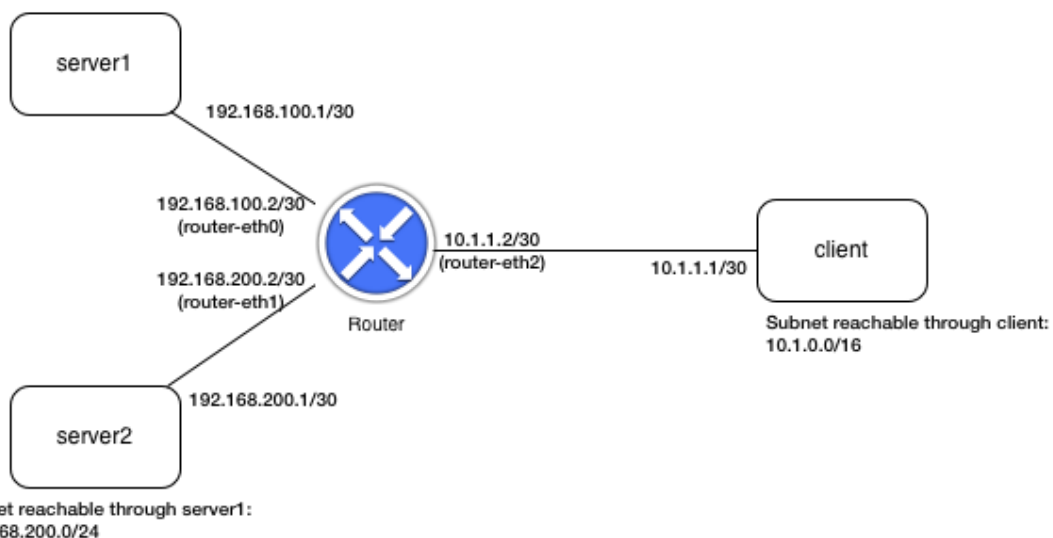 server1
192.168.100.1/30
192.168.100.2/30
(router-eth0)
192.168.200.2/30
(router-eth1)
Router
10.1.1.2/30
(router-eth2)
10.1.1.1/30
client
Subnet reachable through client:
10.1.0.0/16
192.168.200.1/30
server2
reachable through server1:
68.200.0/24